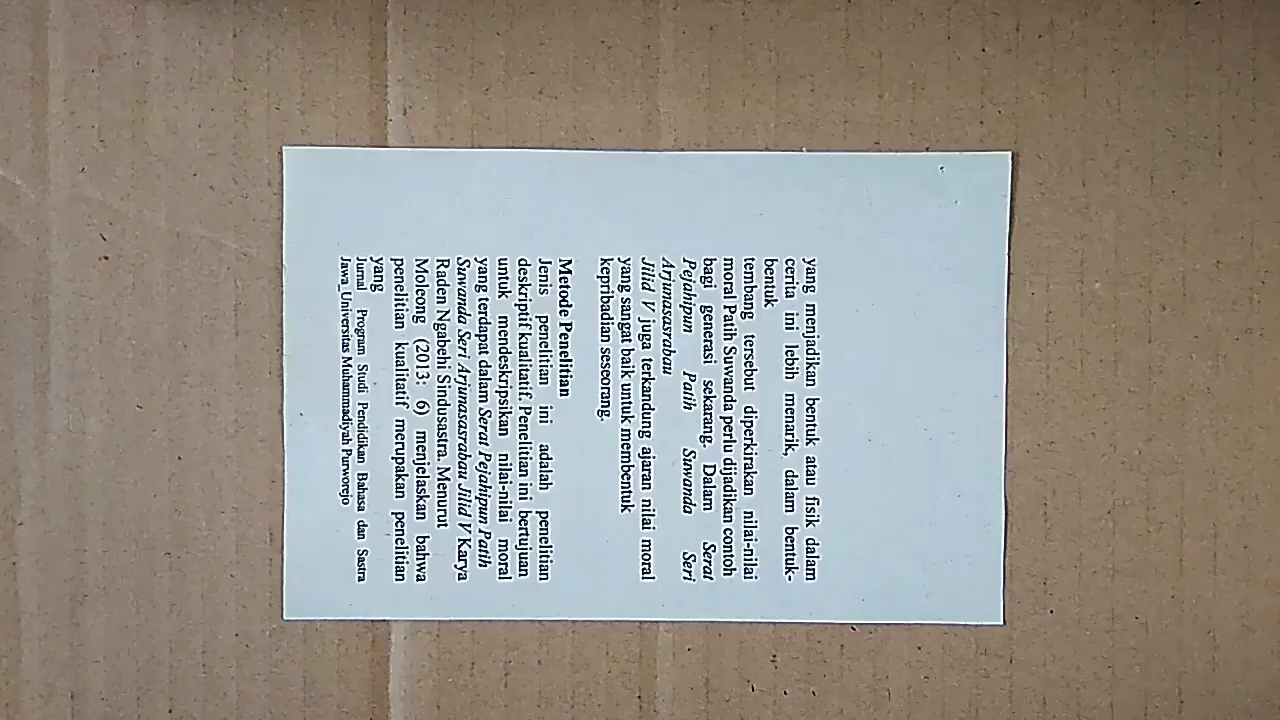 yang menjadikan bentuk atau fisik dalam
cerita ini lebih menarik, dalam bentuk-
bentuk
tembang tersebut diperkirakan nilai-nilai
moral Patih Suwanda perlu dijadikan contoh
bagi generasi sekarang. Dalam Serat
Pejahipun Patih Suwanda Seri
Arjunasasrabau
Jilid V juga terkandung ajaran nilai moral
yang sangat baik untuk membentuk
kepribadian seseorang.
Metode Penelitian
Jenis penelitian ini adalah penelitian
deskriptif kualitatif. Penelitian ini bertujuan
untuk mendeskripsikan nilai-nilai moral
yang terdapat dalam Serat Pejahipun Patih
Suwanda Seri Arjunasasrabau Jilid V Karya
Raden Ngabehi Sindusastra. Menurut
Moleong (2013: 6) menjelaskan bahwa
penelitian kualitatif merupakan penelitian
yang
Jurnal Program Studi Pendidikan Bahasa dan Sastra
Jawa_Universitas Muhammadiyah Purworejo